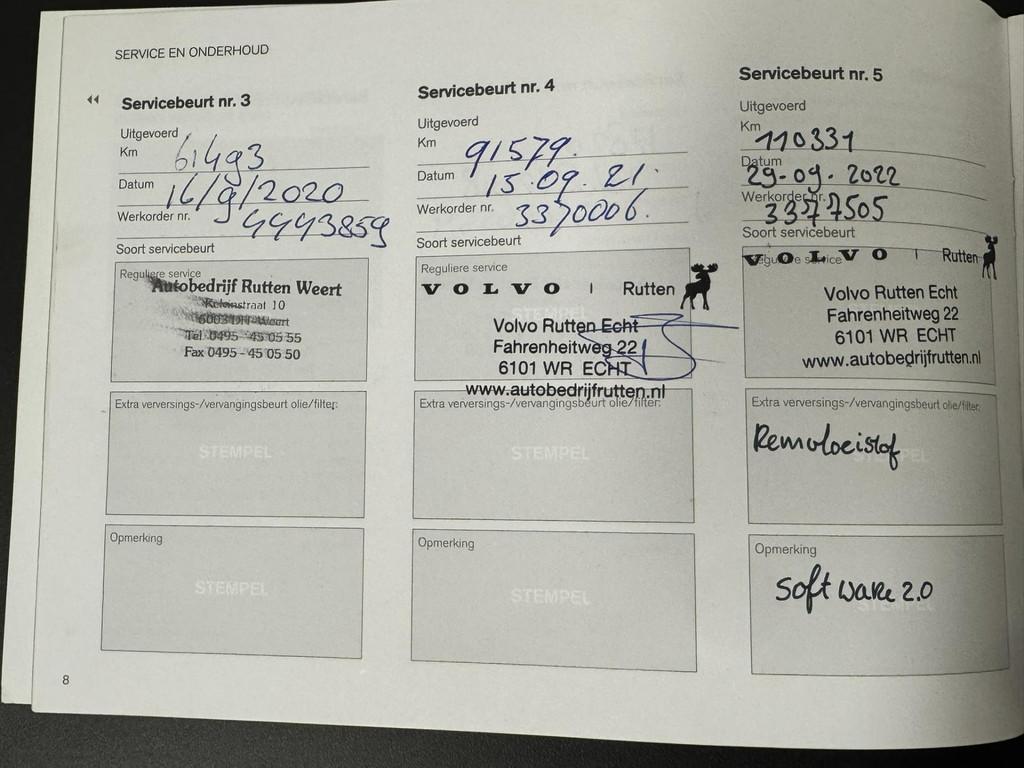 SERVICE EN ONDERHOUD
Servicebeurt nr. 3
Uitgevoerd
Km 61493
Datum 16/9/2020
Werkorder nr. 4443859
Soort servicebeurt
Reguliere service
Autobedrijf Rutten Weert
straat 10
Weert
Tel. 0495 - 45 05 55
Fax 0495 - 45 05 50
Extra verversings-/vervangingsbeurt olie/filter:
STEMPEL
Opmerking
STEMPEL
8
Servicebeurt nr. 4
Uitgevoerd
Km 91579.
Datum 15.09.21.
Werkorder nr. 3370006.
Soort servicebeurt
Reguliere service
VOLVO | Rutten
Volvo Rutten Echt
Fahrenheitweg 22
6101 WR ECHT
www.autobedrijfrutten.nl
Extra verversings-/vervangingsbeurt olie/filter:
STEMPEL
Opmerking
STEMPEL
Servicebeurt nr. 5
Uitgevoerd
Km 110331
Datum 29-09-2022
Werkorder nr. 3377505
Soort servicebeurt
Reguliere service
VOLVO | Rutten
Volvo Rutten Echt
Fahrenheitweg 22
6101 WR ECHT
www.autobedrijfrutten.nl
Extra verversings-/vervangingsbeurt olie/filter:
Remvloeistof
STEMPEL
Opmerking
Software 2.0
STEMPEL